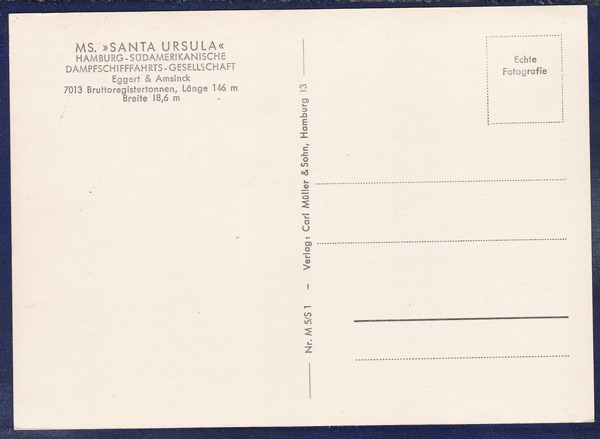 MS. »SANTA URSULA«
HAMBURG-SÜDAMERIKANISCHE
DAMPFSCHIFFFAHRTS-GESELLSCHAFT
Eggert & Amsinck
7013 Bruttoregistertonnen, Länge 146 m
Breite 18,6 m
Nr. M 5/S 1 – Verlag: Carl Müller & Sohn, Hamburg 13
Echte
Fotografie